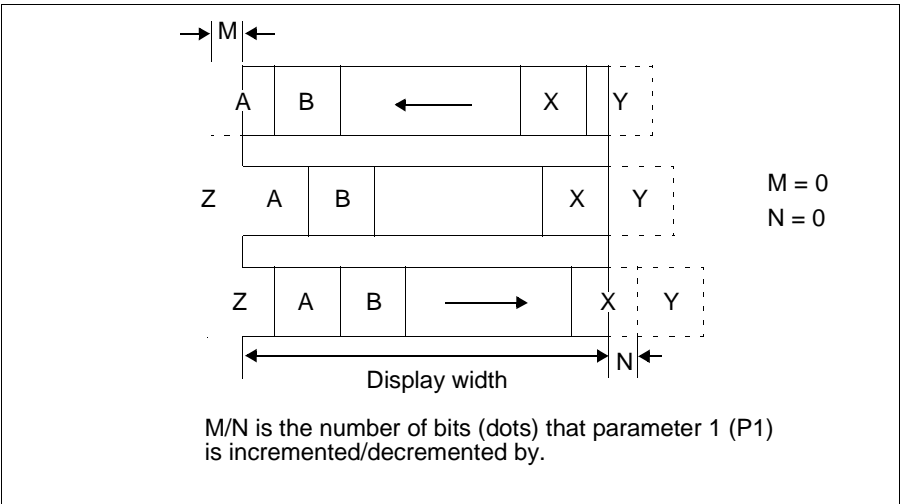 M
A B X Y
Z A B X Y
M = 0
N = 0
Z A B X Y
N
Display width
M/N is the number of bits (dots) that parameter 1 (P1)
is incremented/decremented by.